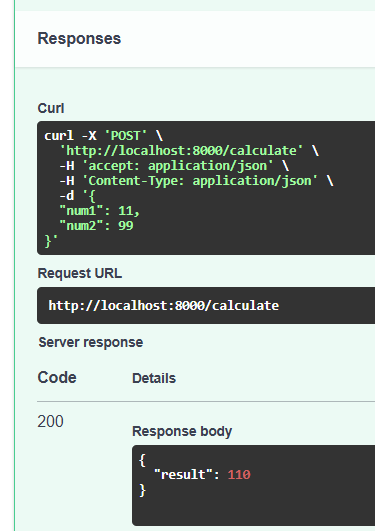 Responses
Curl
curl -X 'POST' \
  'http://localhost:8000/calculate' \
  -H 'accept: application/json' \
  -H 'Content-Type: application/json' \
  -d '{
  "num1": 11,
  "num2": 99
}'
Request URL
http://localhost:8000/calculate
Server response
Code Details
200
Response body
{
  "result": 110
}